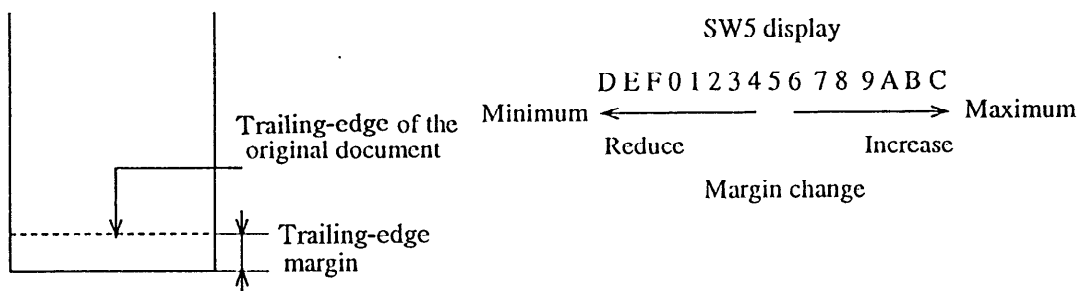 SW5 display
D E F 0 1 2 3 4 5 6 7 8 9 A B C
Minimum
Maximum
Reduce
Increase
Margin change
Trailing-edge of the
original document
Trailing-edge
margin